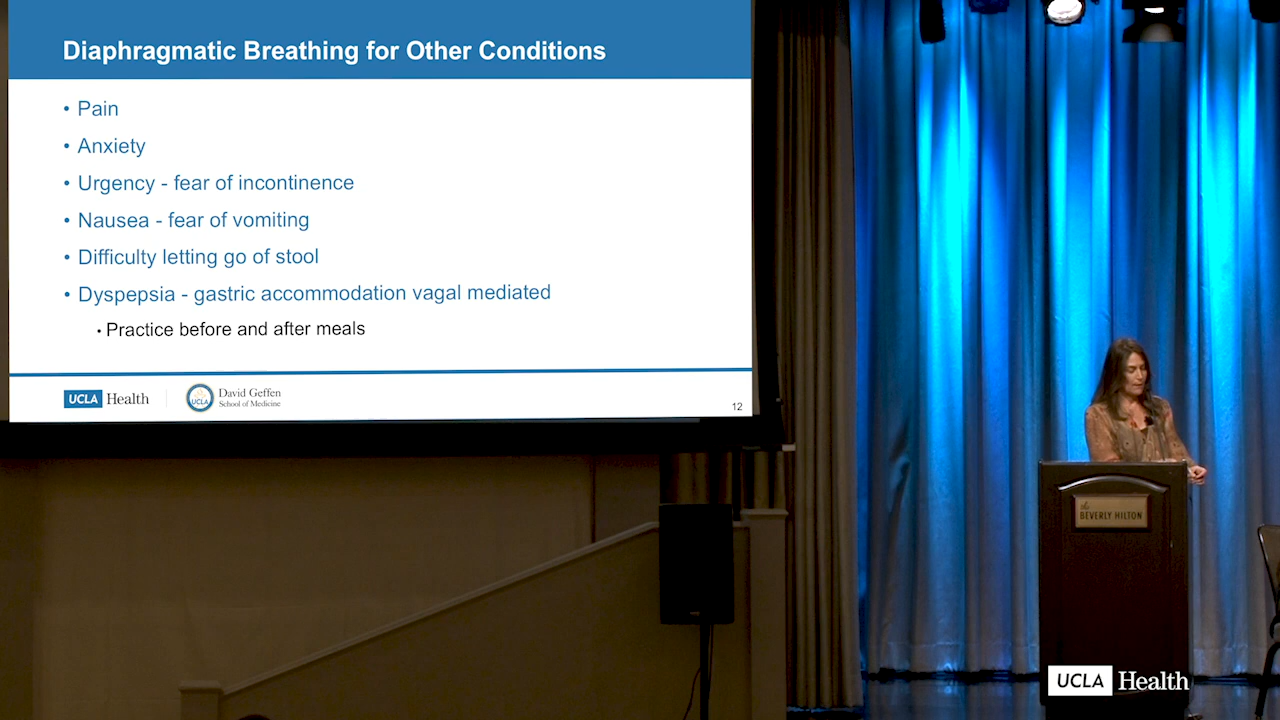 Diaphragmatic Breathing for Other Conditions
• Pain
• Anxiety
• Urgency - fear of incontinence
• Nausea - fear of vomiting
• Difficulty letting go of stool
• Dyspepsia - gastric accommodation vagal mediated
• Practice before and after meals
UCLA Health
UCLA
David Geffen
School of Medicine
12
the
BEVERLY HILTON
UCLA Health